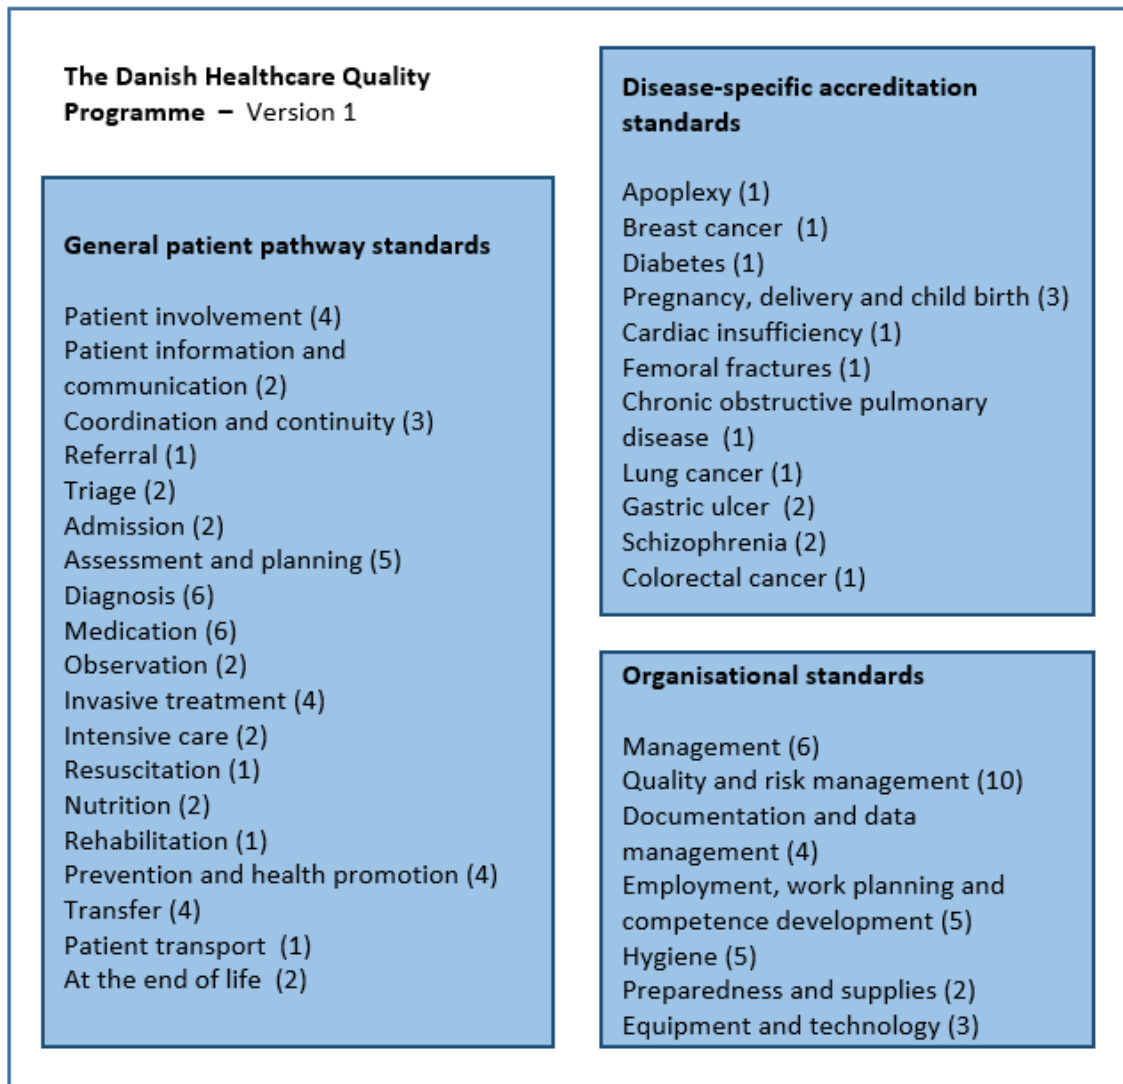 The Danish Healthcare Quality
Programme – Version 1
General patient pathway standards
Patient involvement (4)
Patient information and
communication (2)
Coordination and continuity (3)
Referral (1)
Triage (2)
Admission (2)
Assessment and planning (5)
Diagnosis (6)
Medication (6)
Observation (2)
Invasive treatment (4)
Intensive care (2)
Resuscitation (1)
Nutrition (2)
Rehabilitation (1)
Prevention and health promotion (4)
Transfer (4)
Patient transport (1)
At the end of life (2)
Disease-specific accreditation
standards
Apoplexy (1)
Breast cancer (1)
Diabetes (1)
Pregnancy, delivery and child birth (3)
Cardiac insufficiency (1)
Femoral fractures (1)
Chronic obstructive pulmonary
disease (1)
Lung cancer (1)
Gastric ulcer (2)
Schizophrenia (2)
Colorectal cancer (1)
Organisational standards
Management (6)
Quality and risk management (10)
Documentation and data
management (4)
Employment, work planning and
competence development (5)
Hygiene (5)
Preparedness and supplies (2)
Equipment and technology (3)